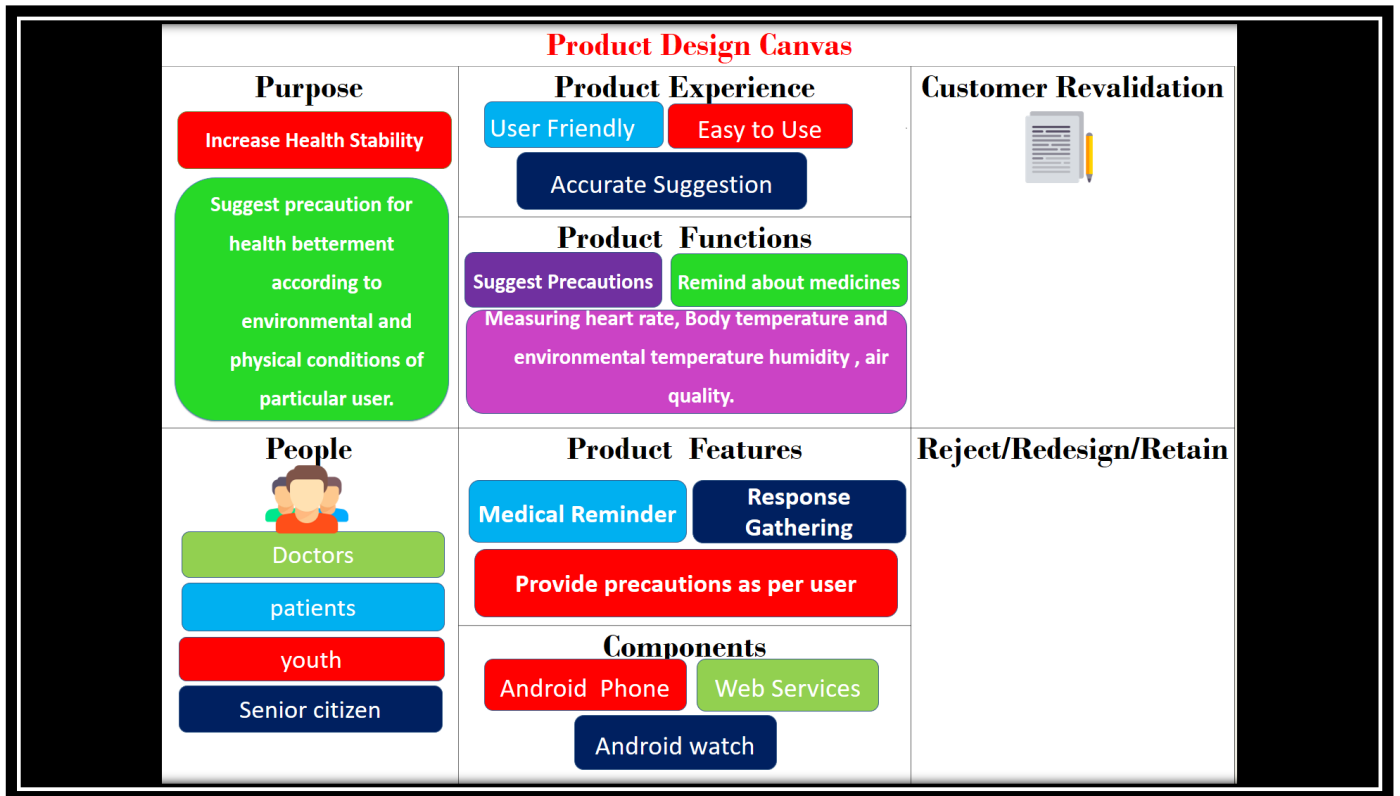 Product Design Canvas
Purpose
Increase Health Stability
Suggest precaution for
health betterment
according to
environmental and
physical conditions of
particular user.
People
Doctors
patients
youth
Senior citizen
Product Experience
User Friendly
Easy to Use
Accurate Suggestion
Product Functions
Suggest Precautions
Remind about medicines
Measuring heart rate, Body temperature and
environmental temperature humidity , air
quality.
Product Features
Medical Reminder
Response
Gathering
Provide precautions as per user
Components
Android Phone
Web Services
Android watch
Customer Revalidation
Reject/Redesign/Retain